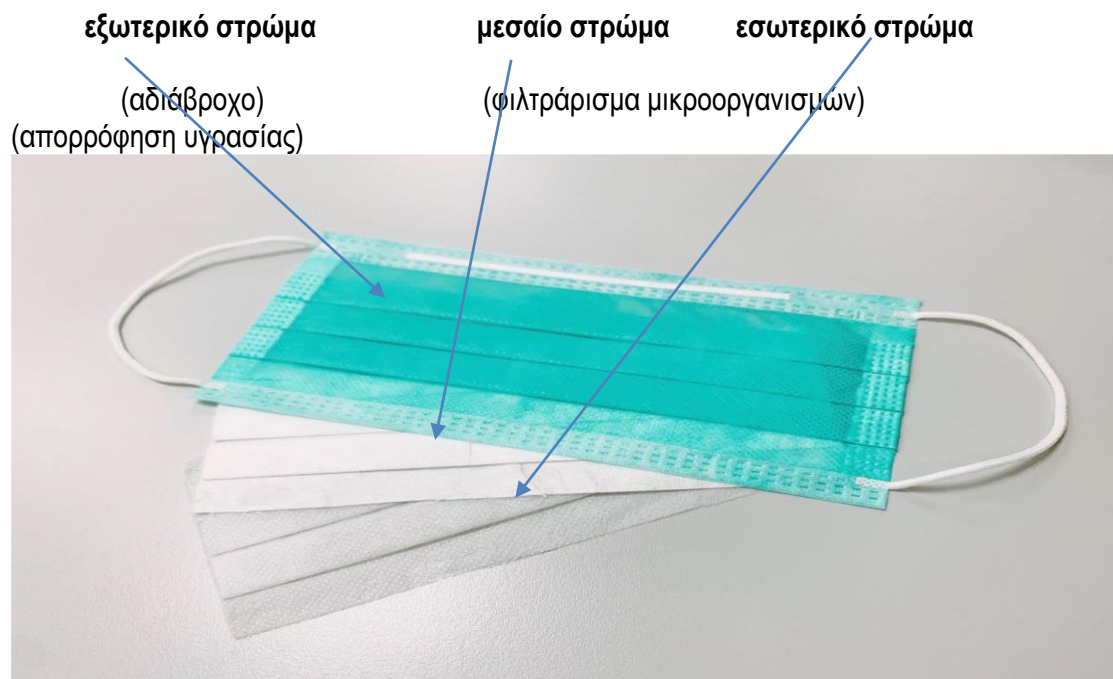 εξωτερικό στρώμα μεσαίο στρώμα εσωτερικό στρώμα
(αδιάβροχο) (φιλτράρισμα μικροοργανισμών)
(απορρόφηση υγρασίας)